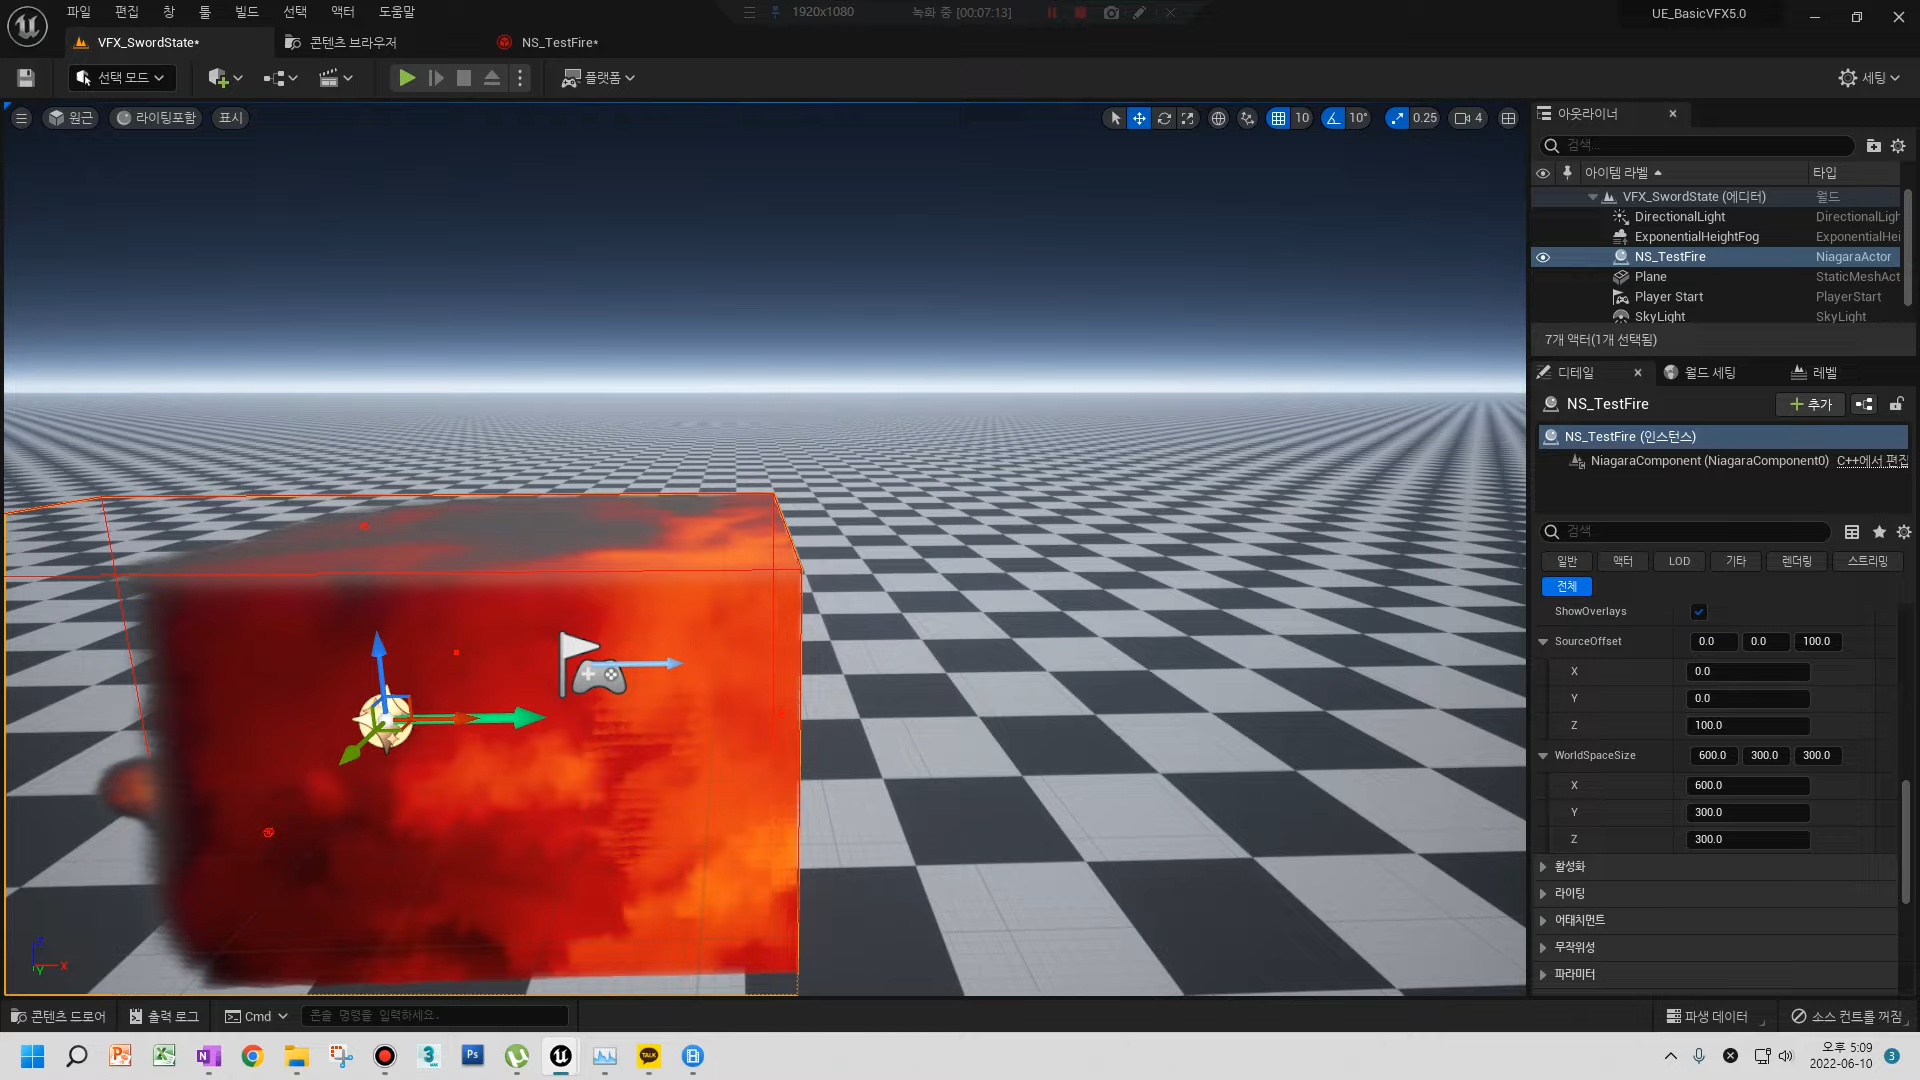 파일 편집 창 툴 빌드 선택 액터 도움말
1920x1080 녹화 중 [00:07:13]
UE_BasicVFX5.0
VFX_SwordState*
콘텐츠 브라우저
NS_TestFire*
선택 모드
플랫폼
세팅
원근
라이팅포함
표시
10
10°
0.25
4
아웃라이너
검색...
아이템 라벨 타입
VFX_SwordState (에디터) 월드
DirectionalLight DirectionalLigh
ExponentialHeightFog ExponentialHei
NS_TestFire NiagaraActor
Plane StaticMeshAct
Player Start PlayerStart
SkyLight SkyLight
7개 액터(1개 선택됨)
디테일 월드 세팅 레벨
NS_TestFire 추가
NS_TestFire (인스턴스)
NiagaraComponent (NiagaraComponent0) C++에서 편집
검색
일반 액터 LOD 기타 렌더링 스트리밍
전체
ShowOverlays
SourceOffset 0.0 0.0 100.0
X 0.0
Y 0.0
Z 100.0
WorldSpaceSize 600.0 300.0 300.0
X 600.0
Y 300.0
Z 300.0
활성화
라이팅
어태치먼트
무작위성
파라미터
Z
X
Y
콘텐츠 드로어 출력 로그 Cmd 콘솔 명령을 입력하세요.
파생 데이터 소스 컨트롤 꺼짐
Ps
TALK
오후 5:09
2022-06-10
3